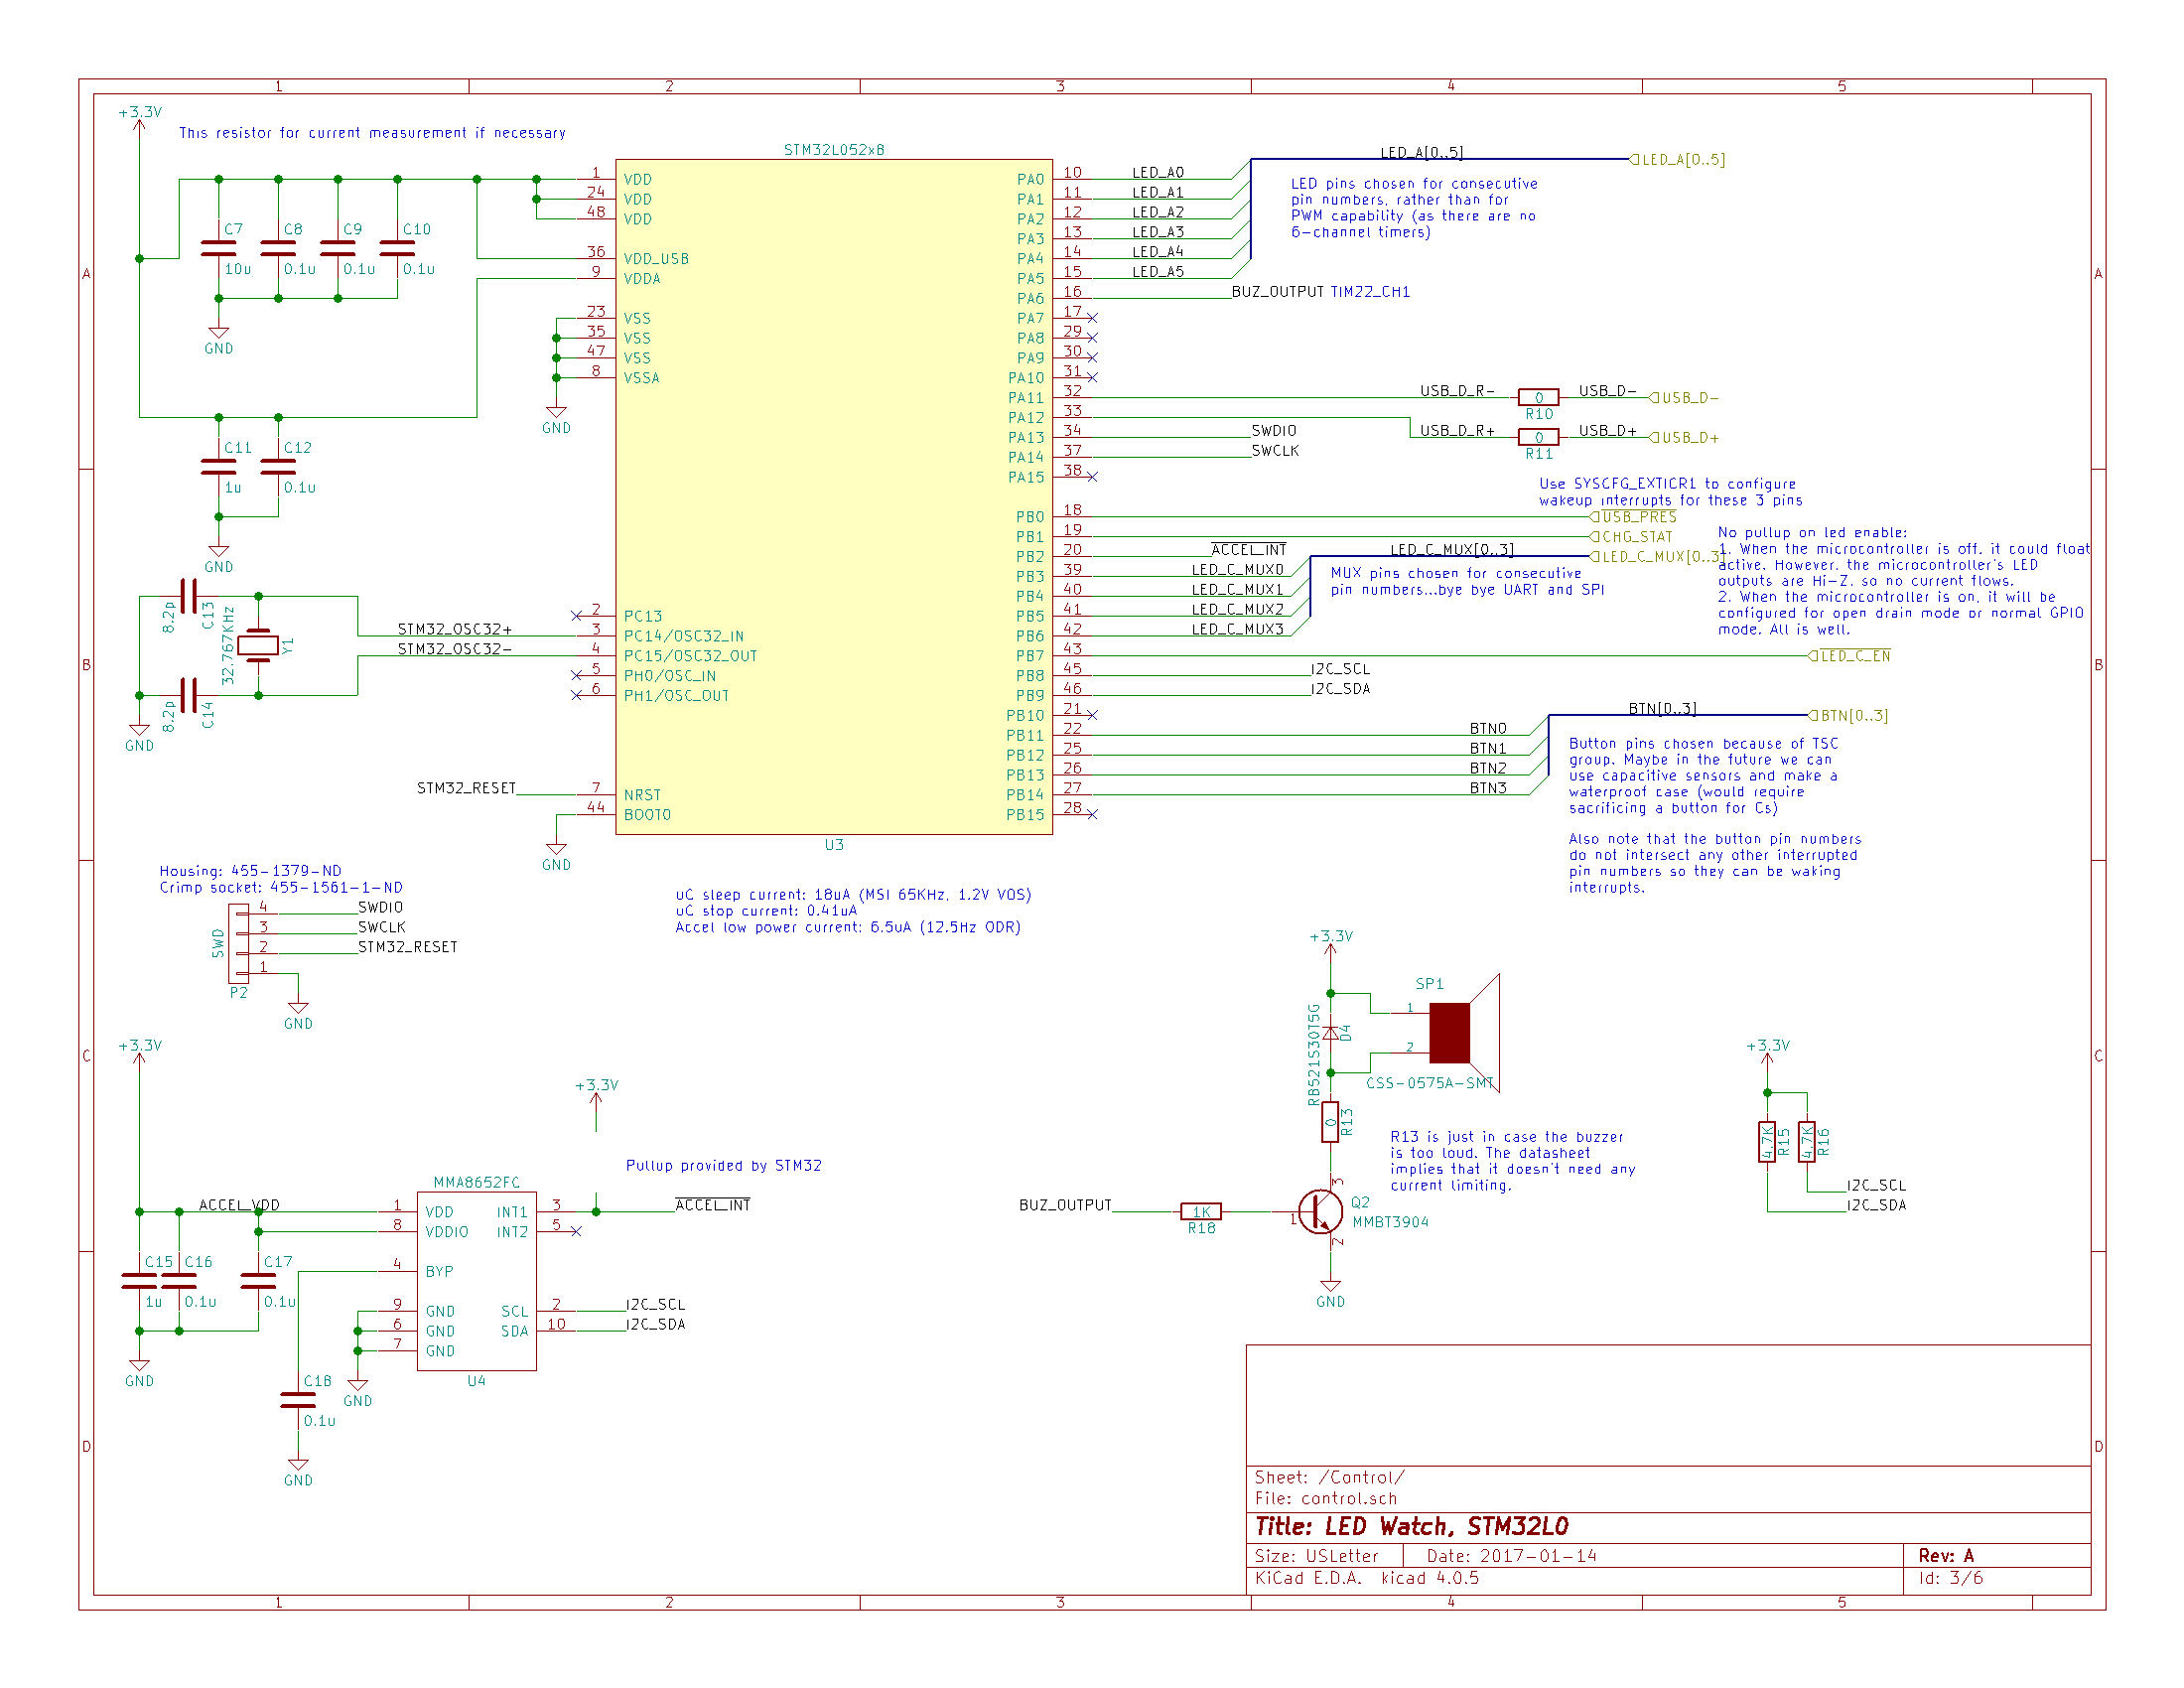 1 2 3 4 5
+3.3V
This resistor for current measurement if necessary
C7 10u
C8 0.1u
C9 0.1u
C10 0.1u
GND
C11 1u
C12 0.1u
GND
C13 8.2p
C14 8.2p
32.767KHz Y1
GND
STM32_OSC32+
STM32_OSC32-
STM32_RESET
STM32L052xB
1 VDD
24 VDD
48 VDD
36 VDD_USB
9 VDDA
23 VSS
35 VSS
47 VSS
8 VSSA
GND
2 PC13
3 PC14/OSC32_IN
4 PC15/OSC32_OUT
5 PH0/OSC_IN
6 PH1/OSC_OUT
7 NRST
44 BOOT0
GND
U3
PA0 10 LED_A0
PA1 11 LED_A1
PA2 12 LED_A2
PA3 13 LED_A3
PA4 14 LED_A4
PA5 15 LED_A5
PA6 16 BUZ_OUTPUT TIM22_CH1
PA7 17
PA8 29
PA9 30
PA10 31
PA11 32 USB_D_R- 0 R10 USB_D- USB_D-
PA12 33 USB_D_R+ 0 R11 USB_D+ USB_D+
PA13 34 SWDIO
PA14 37 SWCLK
PA15 38
PB0 18 USB_PRES
PB1 19 CHG_STAT
PB2 20 ACCEL_INT
PB3 39 LED_C_MUX0
PB4 40 LED_C_MUX1
PB5 41 LED_C_MUX2
PB6 42 LED_C_MUX3
PB7 43 LED_C_EN
PB8 45 I2C_SCL
PB9 46 I2C_SDA
PB10 21
PB11 22 BTN0
PB12 25 BTN1
PB13 26 BTN2
PB14 27 BTN3
PB15 28
LED_A[0..5] LED_A[0..5]
LED pins chosen for consecutive
pin numbers, rather than for
PWM capability (as there are no
6-channel timers)
Use SYSCFG_EXTICR1 to configure
wakeup interrupts for these 3 pins
LED_C_MUX[0..3] LED_C_MUX[0..3]
MUX pins chosen for consecutive
pin numbers...bye bye UART and SPI
No pullup on led enable:
1. When the microcontroller is off, it could float
active. However, the microcontroller's LED
outputs are Hi-Z, so no current flows.
2. When the microcontroller is on, it will be
configured for open drain mode or normal GPIO
mode. All is well.
BTN[0..3] BTN[0..3]
Button pins chosen because of TSC
group. Maybe in the future we can
use capacitive sensors and make a
waterproof case (would require
sacrificing a button for Cs)
Also note that the button pin numbers
do not intersect any other interrupted
pin numbers so they can be waking
interrupts.
Housing: 455-1379-ND
Crimp socket: 455-1561-1-ND
SWD
4 SWDIO
3 SWCLK
2 STM32_RESET
1
P2
GND
uC sleep current: 18uA (MSI 65KHz, 1.2V VOS)
uC stop current: 0.41uA
Accel low power current: 6.5uA (12.5Hz ODR)
+3.3V
ACCEL_VDD
C15 1u
C16 0.1u
C17 0.1u
GND
C18 0.1u
GND
GND
MMA8652FC
1 VDD
8 VDDIO
4 BYP
9 GND
6 GND
7 GND
INT1 3
INT2 5
SCL 2
SDA 10
U4
+3.3V
Pullup provided by STM32
ACCEL_INT
I2C_SCL
I2C_SDA
+3.3V
RB521S30T5G D4
SP1
1
2
CSS-0575A-SMT
0 R13
R13 is just in case the buzzer
is too loud. The datasheet
implies that it doesn't need any
current limiting.
BUZ_OUTPUT
1K
R18
1 2 3
Q2
MMBT3904
GND
+3.3V
4.7K R15
4.7K R16
I2C_SCL
I2C_SDA
A B C D
A B C D
Sheet: /Control/
File: control.sch
Title: LED Watch, STM32L0
Size: USLetter Date: 2017-01-14 Rev: A
KiCad E.D.A. kicad 4.0.5 Id: 3/6
1 2 3 4 5